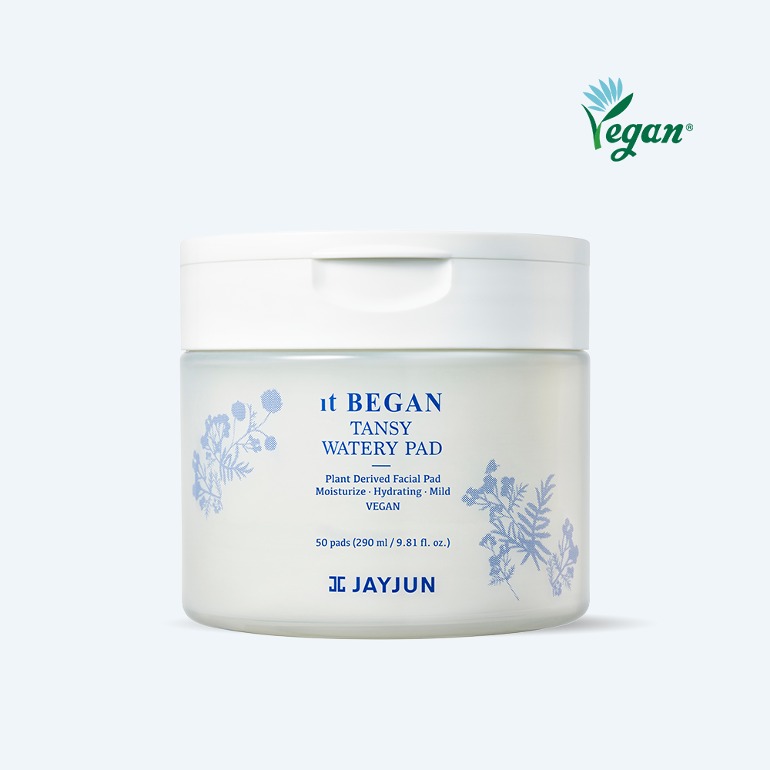 Vegan®
ıt BEGAN
TANSY
WATERY PAD
Plant Derived Facial Pad
Moisturize · Hydrating · Mild
VEGAN
50 pads (290 ml / 9.81 fl. oz.)
JAYJUN